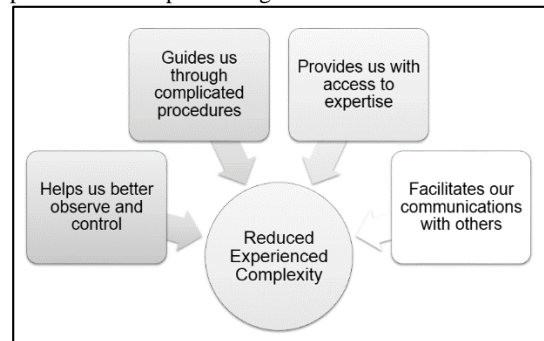 Guides us
through
complicated
procedures
Provides us with
access to
expertise
Helps us better
observe and
control
Facilitates our
communications
with others
Reduced
Experienced
Complexity